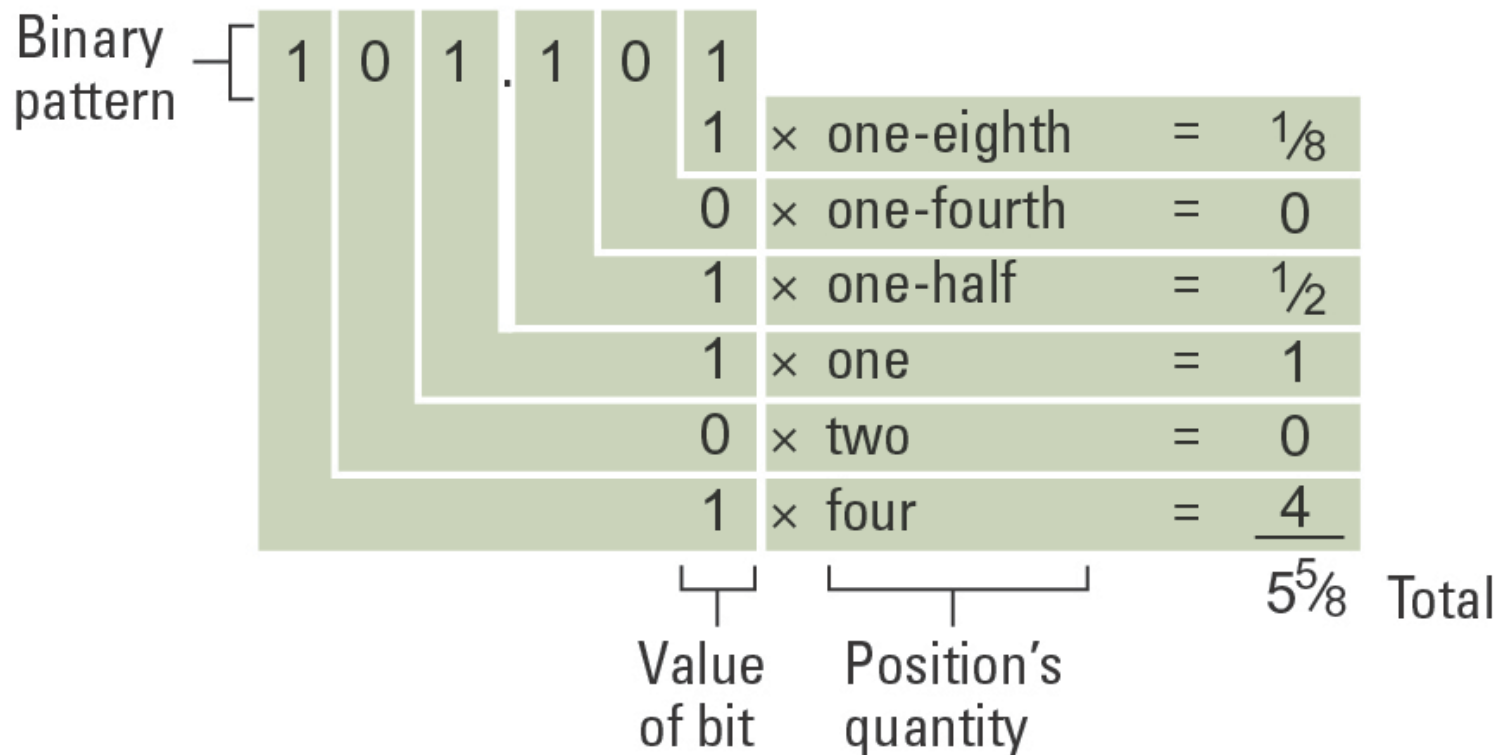 Binary
pattern
1 0 1 . 1 0 1
1 × one-eighth = 1/8
0 × one-fourth = 0
1 × one-half = 1/2
1 × one = 1
0 × two = 0
1 × four = 4
5 5/8 Total
Value
of bit
Position's
quantity